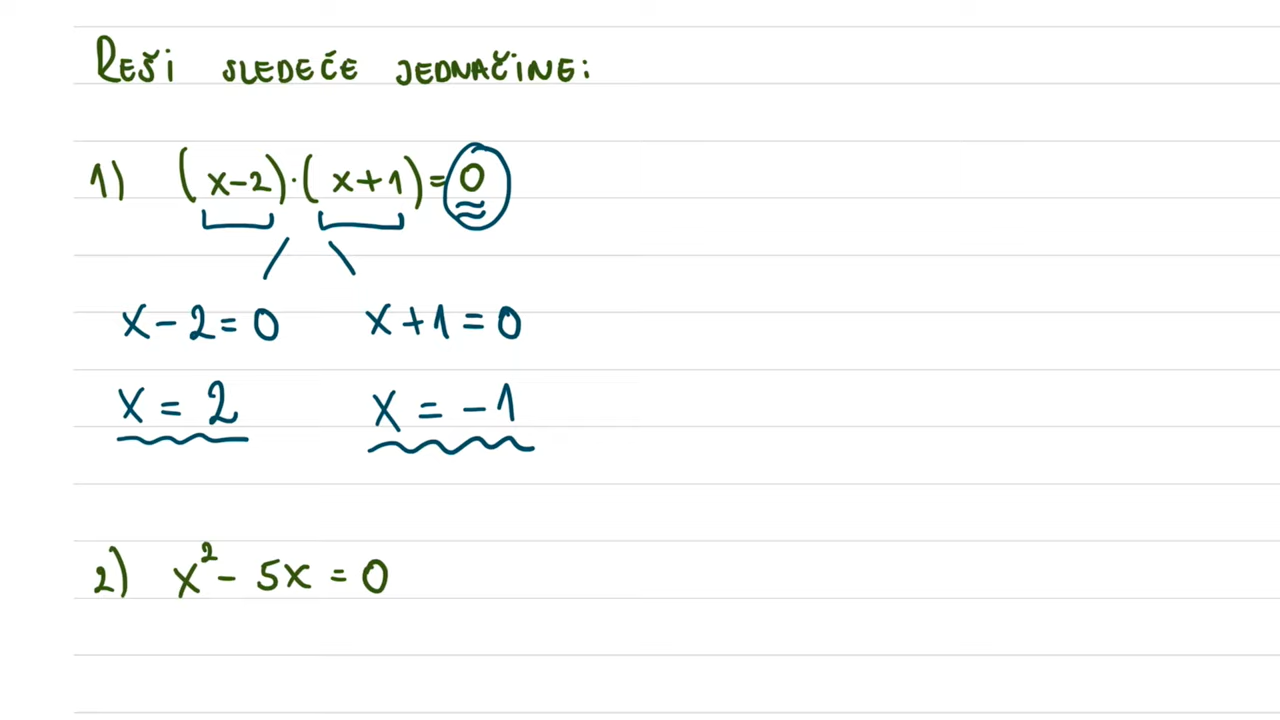 REŠI SLEDEĆE JEDNAČINE:
1) (x-2)·(x+1)=0
x-2=0 x+1=0
x=2 x=-1
2) x²-5x=0